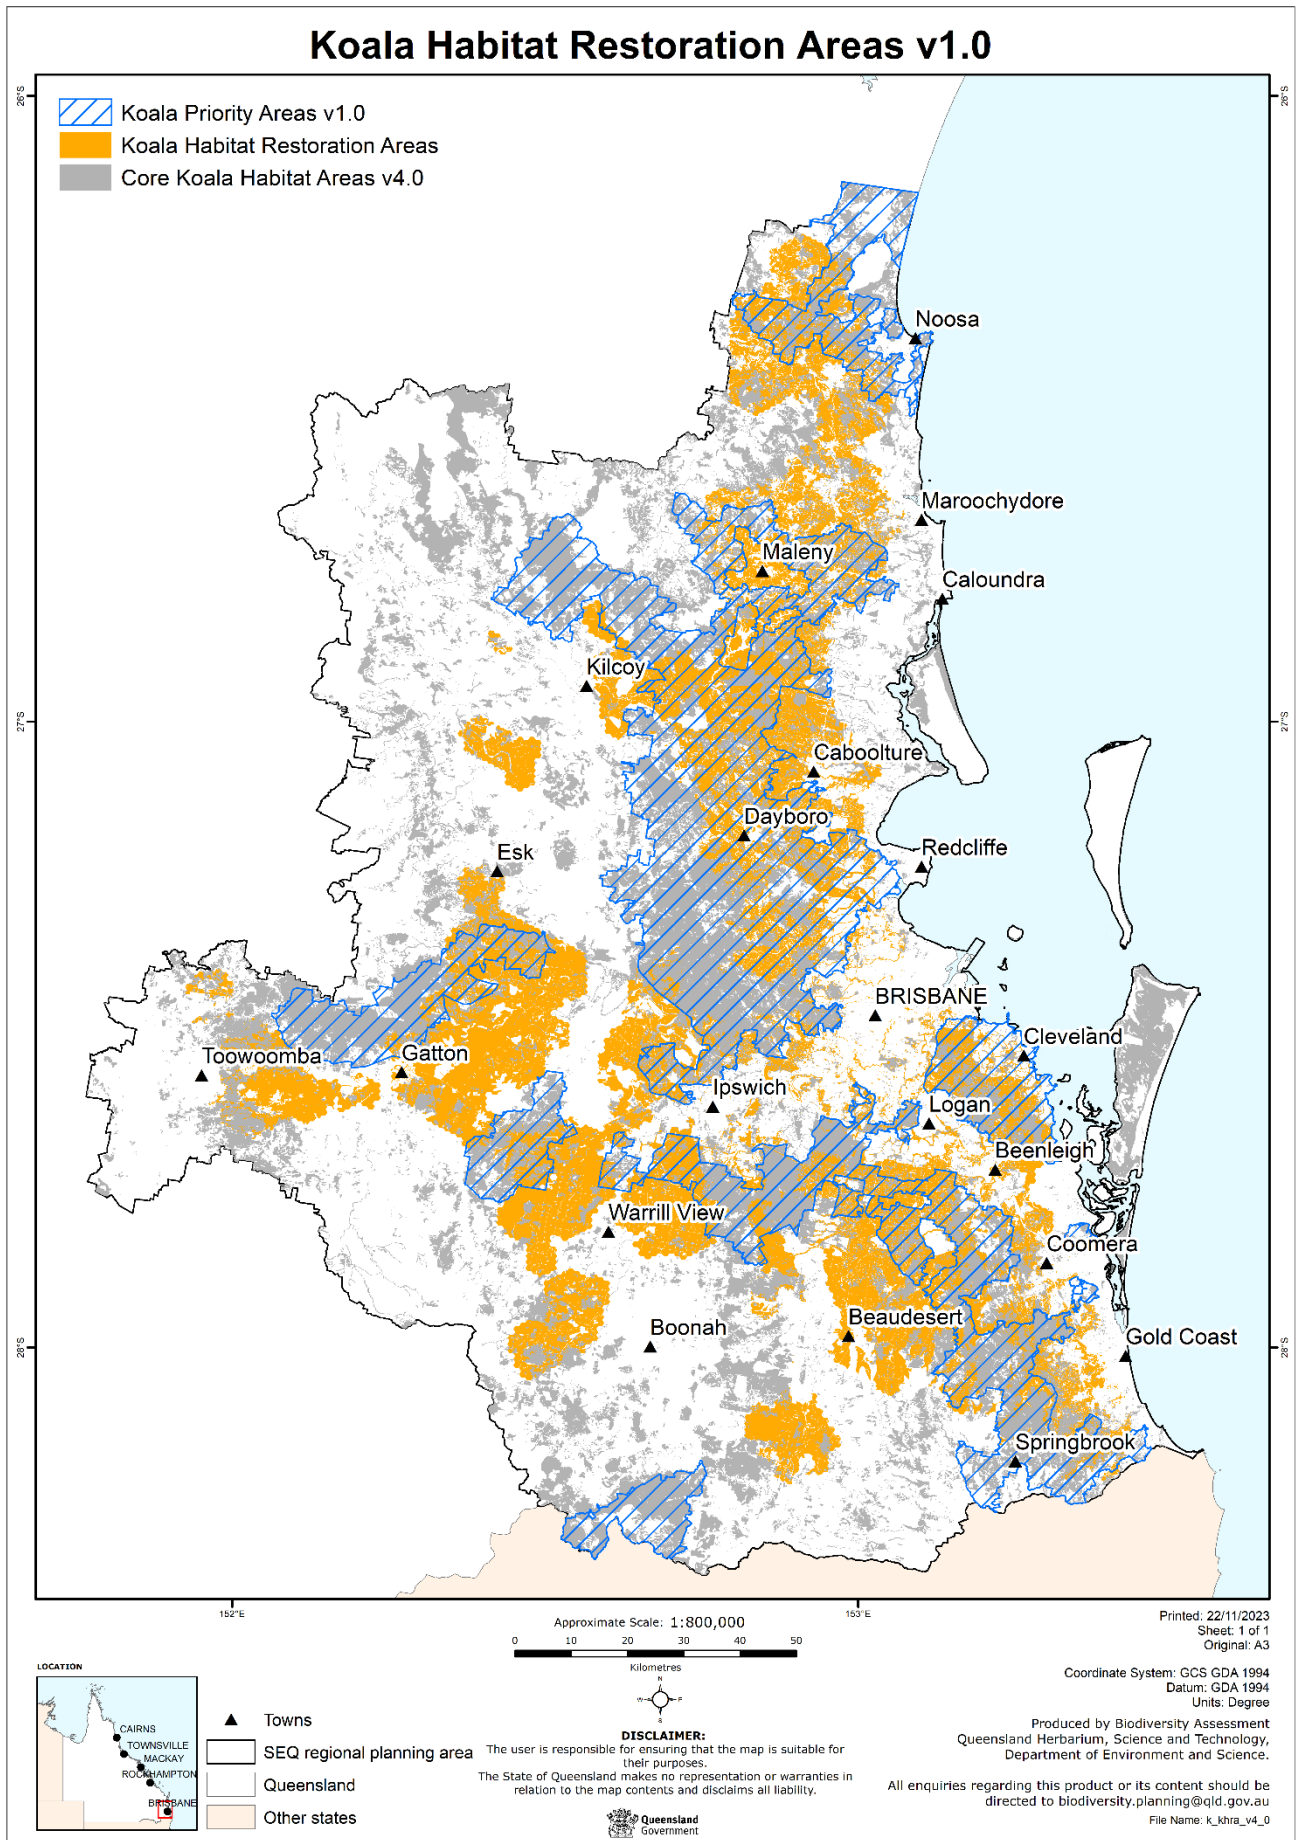 Koala Habitat Restoration Areas v1.0
Koala Priority Areas v1.0
Koala Habitat Restoration Areas
Core Koala Habitat Areas v4.0
26°S
26°S
Noosa
Maroochydore
Maleny
Caloundra
Kilcoy
27°S
27°S
Caboolture
Dayboro
Redcliffe
Esk
BRISBANE
Cleveland
Toowoomba
Gatton
Ipswich
Logan
Beenleigh
Warrill View
Coomera
Boonah
Beaudesert
Gold Coast
28°S
28°S
Springbrook
152°E
153°E
Approximate Scale: 1:800,000
0 10 20 30 40 50
Kilometres
N
W E
S
Printed: 22/11/2023
Sheet: 1 of 1
Original: A3
Coordinate System: GCS GDA 1994
Datum: GDA 1994
Units: Degree
Produced by Biodiversity Assessment
Queensland Herbarium, Science and Technology,
Department of Environment and Science.
All enquiries regarding this product or its content should be
directed to biodiversity.planning@qld.gov.au
File Name: k_khra_v4_0
LOCATION
CAIRNS
TOWNSVILLE
MACKAY
ROCKHAMPTON
BRISBANE
Towns
SEQ regional planning area
Queensland
Other states
DISCLAIMER:
The user is responsible for ensuring that the map is suitable for
their purposes.
The State of Queensland makes no representation or warranties in
relation to the map contents and disclaims all liability.
Queensland
Government